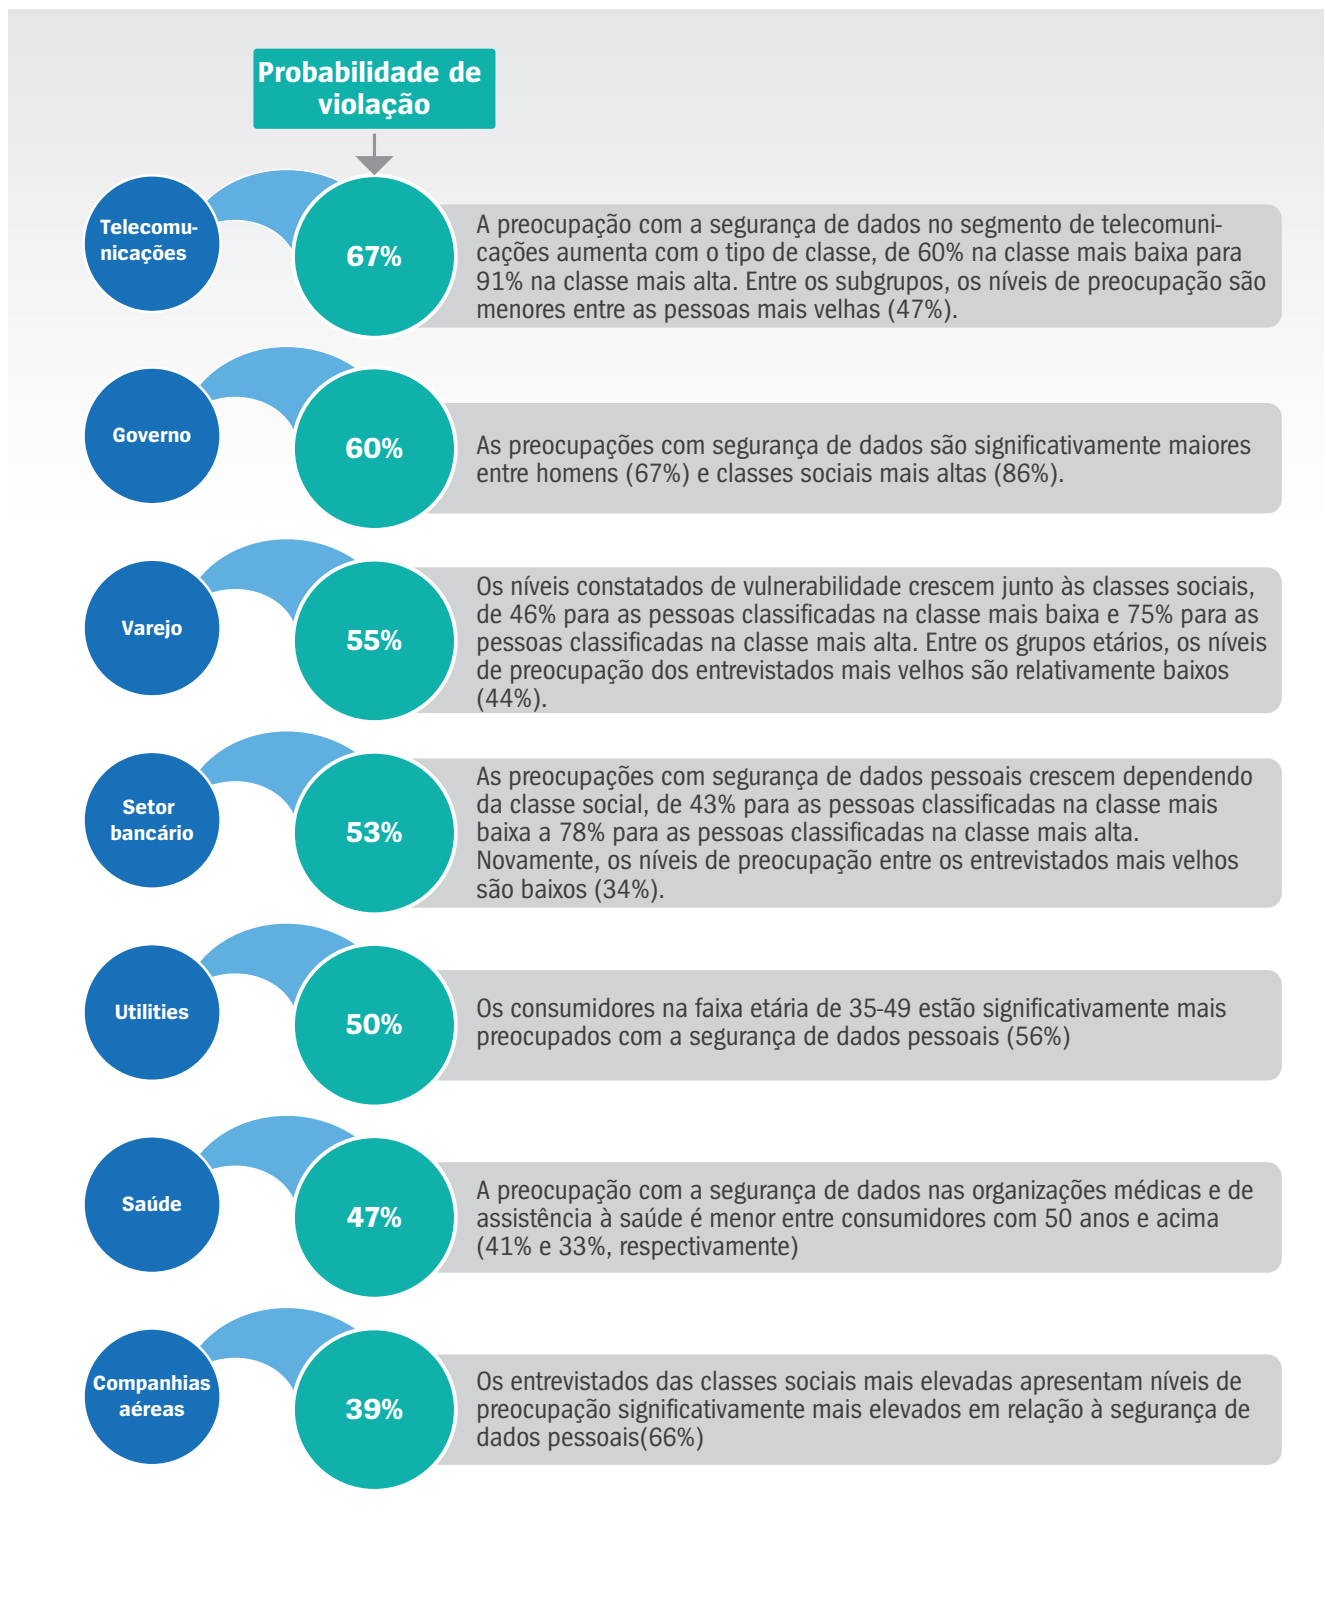 Probabilidade de
violação
Telecomu-
nicações
67%
A preocupação com a segurança de dados no segmento de telecomuni-
cações aumenta com o tipo de classe, de 60% na classe mais baixa para
91% na classe mais alta. Entre os subgrupos, os níveis de preocupação são
menores entre as pessoas mais velhas (47%).
Governo
60%
As preocupações com segurança de dados são significativamente maiores
entre homens (67%) e classes sociais mais altas (86%).
Varejo
55%
Os níveis constatados de vulnerabilidade crescem junto às classes sociais,
de 46% para as pessoas classificadas na classe mais baixa e 75% para as
pessoas classificadas na classe mais alta. Entre os grupos etários, os níveis
de preocupação dos entrevistados mais velhos são relativamente baixos
(44%).
Setor
bancário
53%
As preocupações com segurança de dados pessoais crescem dependendo
da classe social, de 43% para as pessoas classificadas na classe mais
baixa a 78% para as pessoas classificadas na classe mais alta.
Novamente, os níveis de preocupação entre os entrevistados mais velhos
são baixos (34%).
Utilities
50%
Os consumidores na faixa etária de 35-49 estão significativamente mais
preocupados com a segurança de dados pessoais (56%)
Saúde
47%
A preocupação com a segurança de dados nas organizações médicas e de
assistência à saúde é menor entre consumidores com 50 anos e acima
(41% e 33%, respectivamente)
Companhias
aéreas
39%
Os entrevistados das classes sociais mais elevadas apresentam níveis de
preocupação significativamente mais elevados em relação à segurança de
dados pessoais(66%)